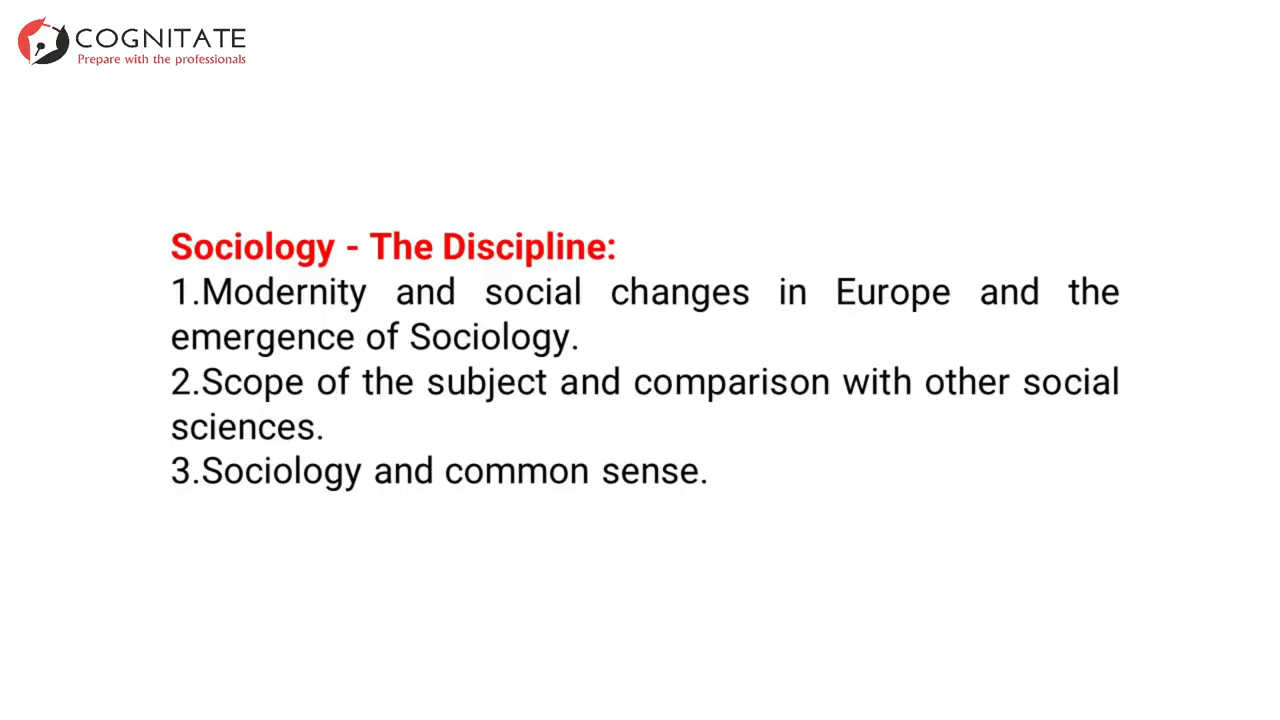 COGNITATE
Prepare with the professionals
Sociology - The Discipline:
1.Modernity and social changes in Europe and the
emergence of Sociology.
2.Scope of the subject and comparison with other social
sciences.
3.Sociology and common sense.